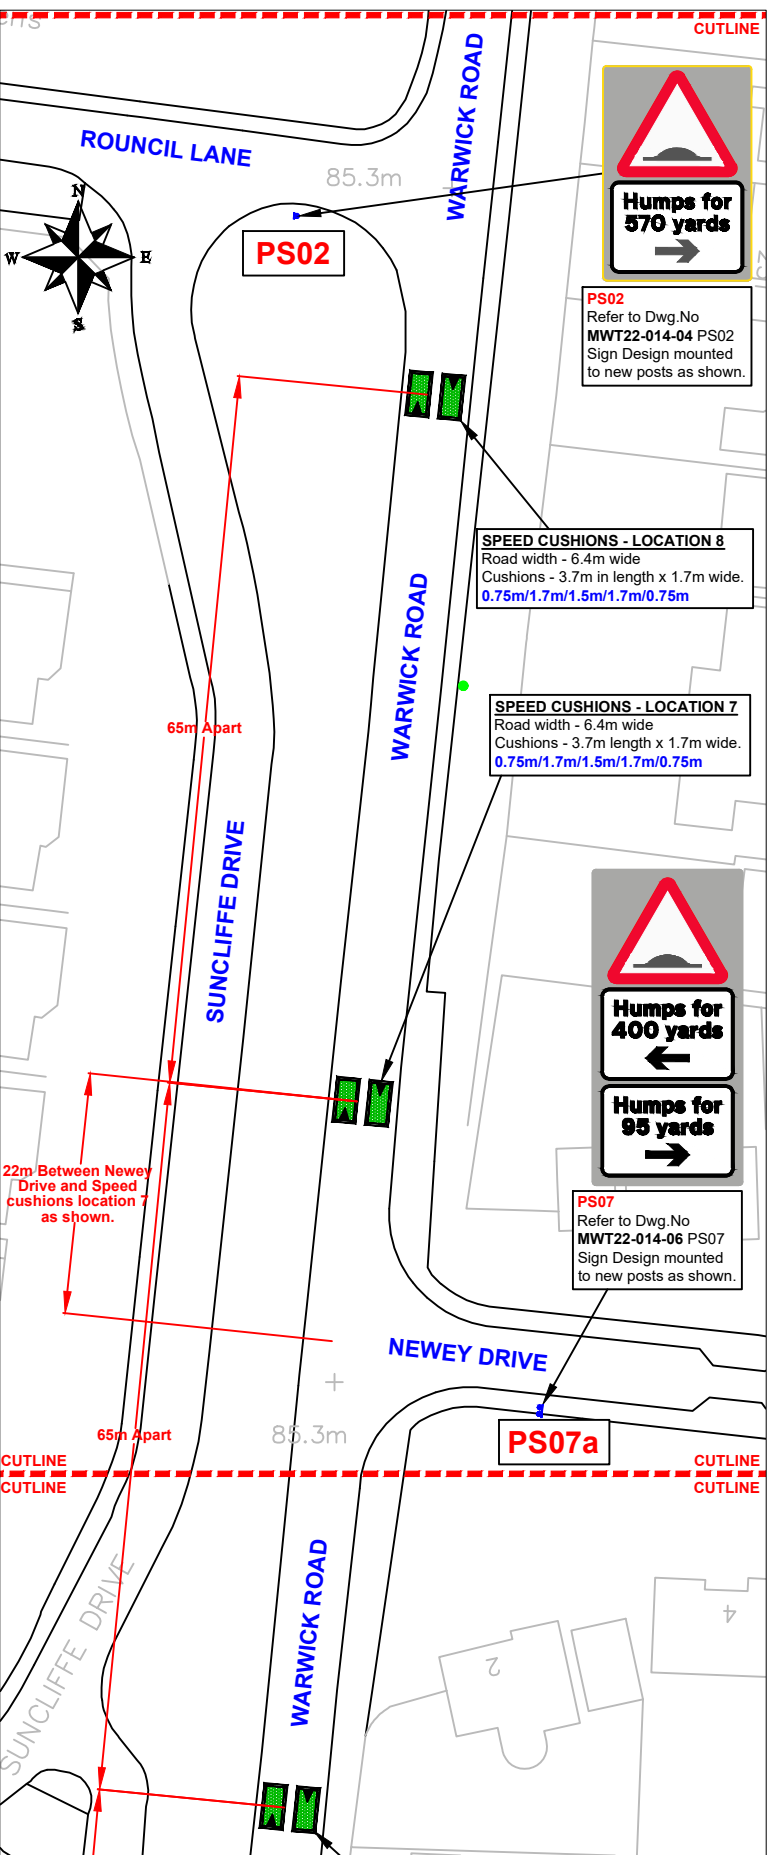 CUTLINE
WARWICK ROAD
ROUNCIL LANE
85.3m
N
W
E
S
PS02
Humps for
570 yards
PS02
Refer to Dwg.No
MWT22-014-04 PS02
Sign Design mounted
to new posts as shown.
SPEED CUSHIONS - LOCATION 8
Road width - 6.4m wide
Cushions - 3.7m in length x 1.7m wide.
0.75m/1.7m/1.5m/1.7m/0.75m
WARWICK ROAD
SPEED CUSHIONS - LOCATION 7
Road width - 6.4m wide
Cushions - 3.7m length x 1.7m wide.
0.75m/1.7m/1.5m/1.7m/0.75m
65m Apart
SUNCLIFFE DRIVE
Humps for
400 yards
Humps for
95 yards
22m Between Newey
Drive and Speed
cushions location 7
as shown.
PS07
Refer to Dwg.No
MWT22-014-06 PS07
Sign Design mounted
to new posts as shown.
NEWEY DRIVE
65m Apart
85.3m
PS07a
CUTLINE
CUTLINE
CUTLINE
CUTLINE
WARWICK ROAD
SUNCLIFFE DRIVE
2
4